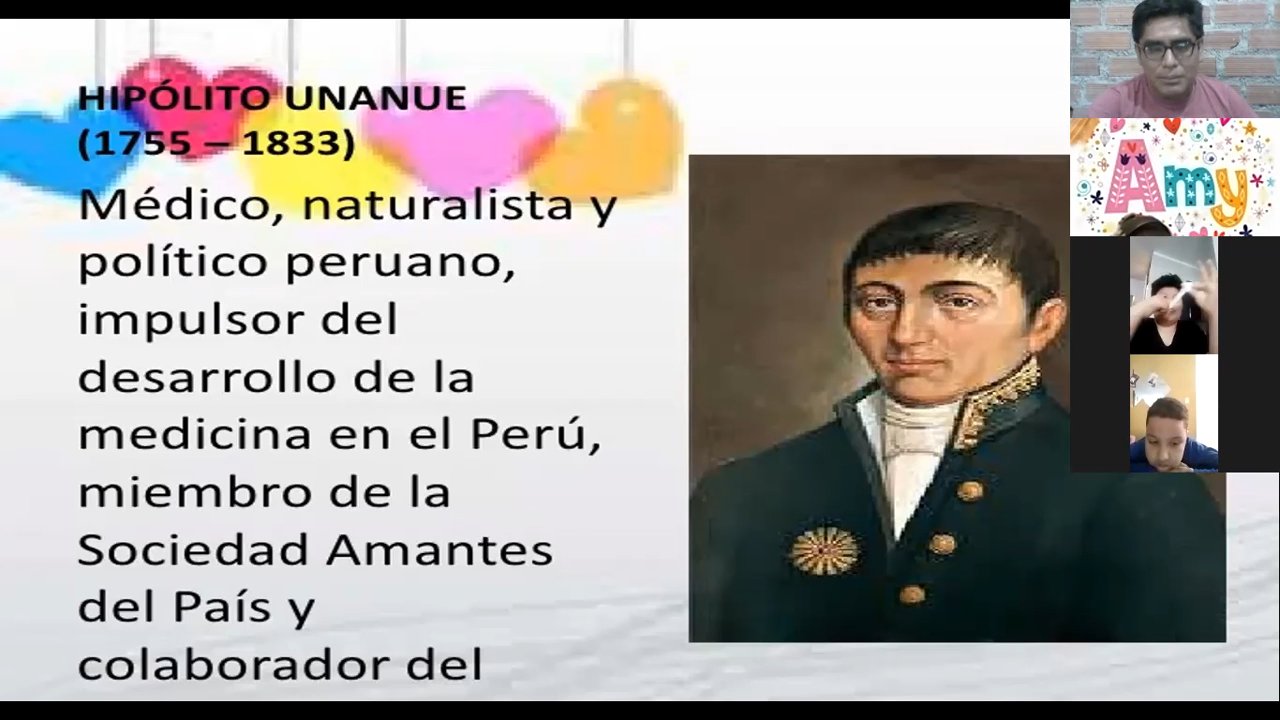 HIPÓLITO UNANUE
(1755 – 1833)
Médico, naturalista y
político peruano,
impulsor del
desarrollo de la
medicina en el Perú,
miembro de la
Sociedad Amantes
del País y
colaborador del
Amy